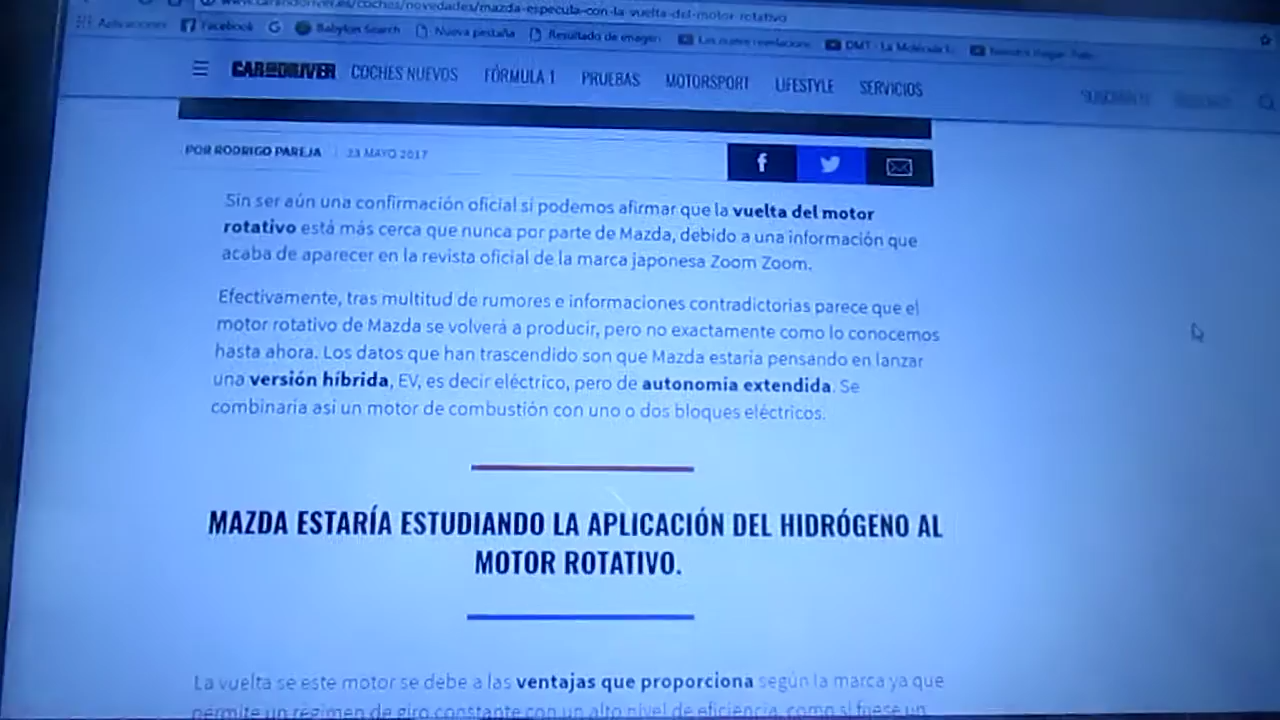 www.caranddriver.es/coches/novedades/mazda-especula-con-la-vuelta-del-motor-rotativo
Aplicaciones Facebook Babylon Search Nueva pestaña Resultado de imagen DMT - La Molécula
CAR AND DRIVER COCHES NUEVOS FÓRMULA 1 PRUEBAS MOTORSPORT LIFESTYLE SERVICIOS
POR RODRIGO PAREJA | 23 MAYO 2017
Sin ser aún una confirmación oficial sí podemos afirmar que la vuelta del motor
rotativo está más cerca que nunca por parte de Mazda, debido a una información que
acaba de aparecer en la revista oficial de la marca japonesa Zoom Zoom.
Efectivamente, tras multitud de rumores e informaciones contradictorias parece que el
motor rotativo de Mazda se volverá a producir, pero no exactamente como lo conocemos
hasta ahora. Los datos que han trascendido son que Mazda estaría pensando en lanzar
una versión híbrida, EV, es decir eléctrico, pero de autonomía extendida. Se
combinaría así un motor de combustión con uno o dos bloques eléctricos.
MAZDA ESTARÍA ESTUDIANDO LA APLICACIÓN DEL HIDRÓGENO AL
MOTOR ROTATIVO.
La vuelta se este motor se debe a las ventajas que proporciona según la marca ya que
permite un régimen de giro constante con un alto nivel de eficiencia, como si fuese un